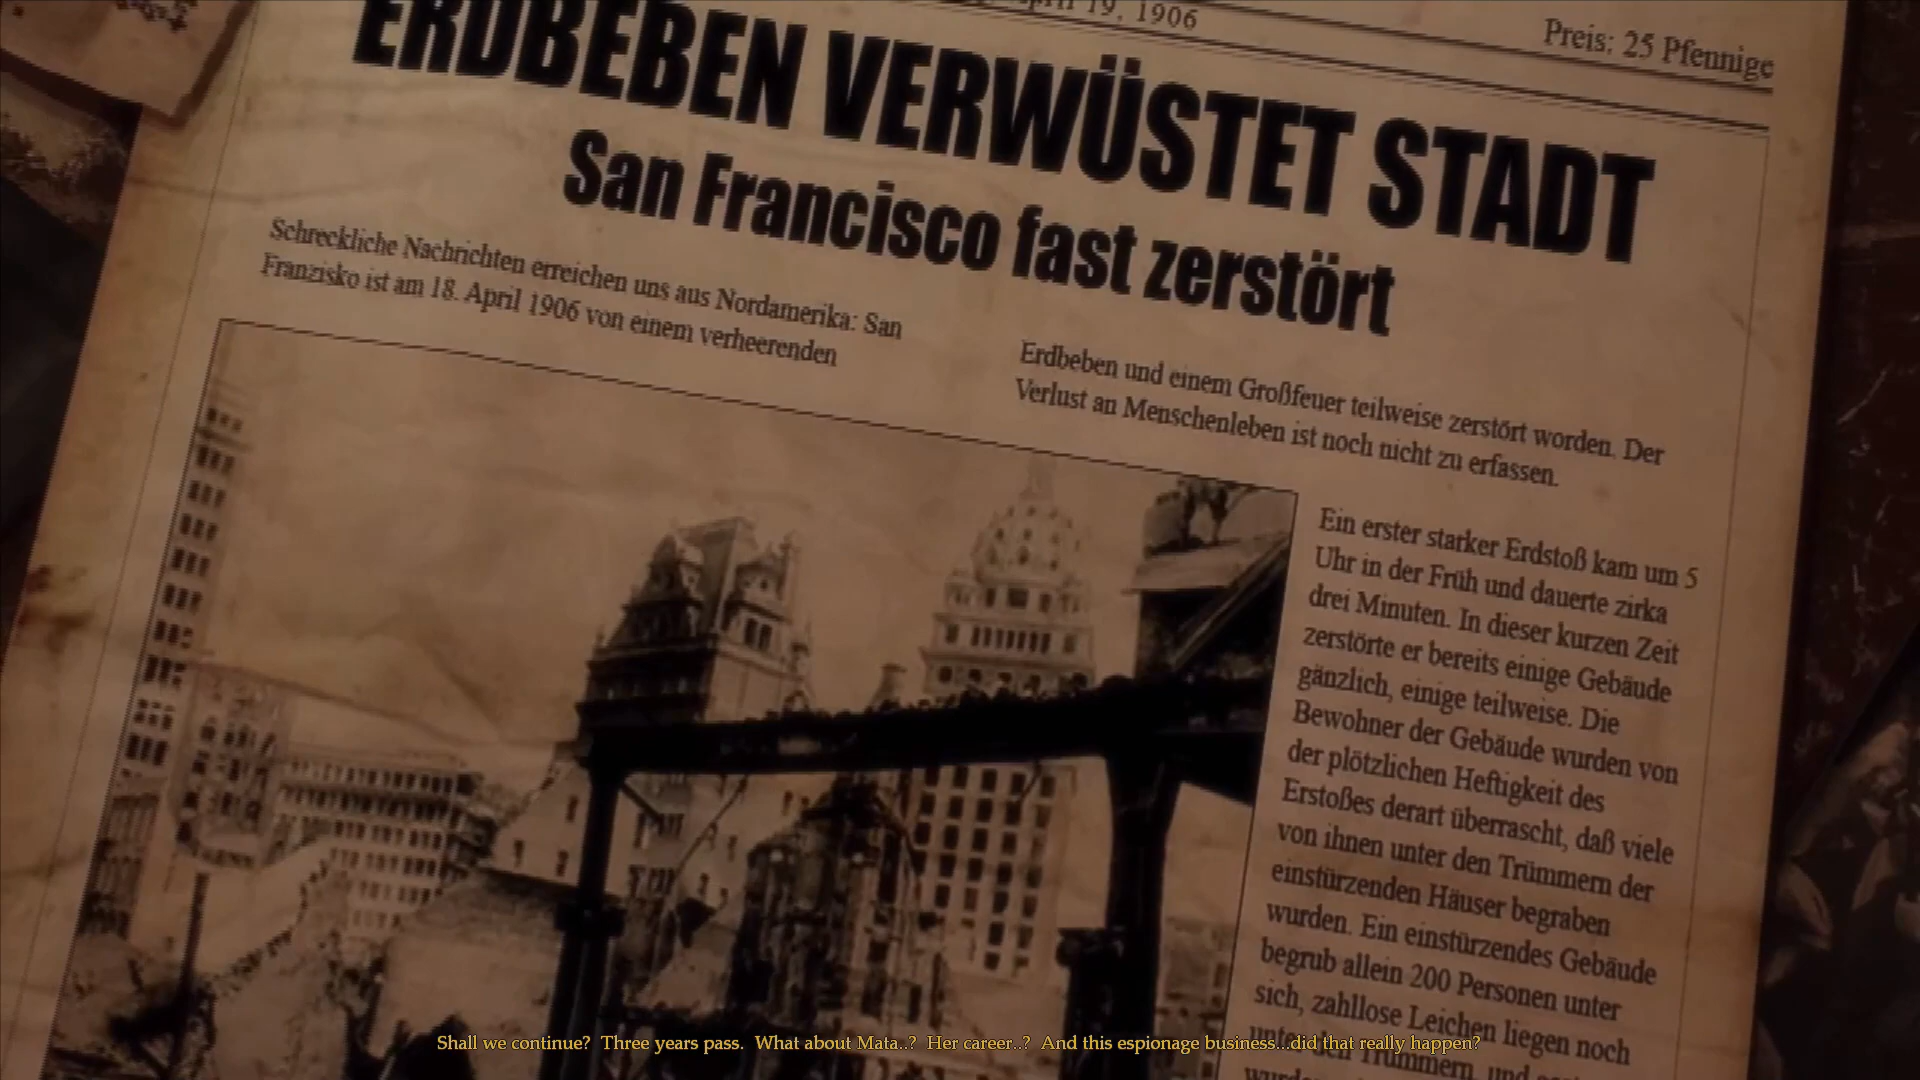 April 19, 1906
Preis: 25 Pfennige
ERDBEBEN VERWÜSTET STADT
San Francisco fast zerstört
Schreckliche Nachrichten erreichen uns aus Nordamerika: San
Franzisko ist am 18. April 1906 von einem verheerenden
Erdbeben und einem Großfeuer teilweise zerstört worden. Der
Verlust an Menschenleben ist noch nicht zu erfassen.
Ein erster starker Erdstoß kam um 5
Uhr in der Früh und dauerte zirka
drei Minuten. In dieser kurzen Zeit
zerstörte er bereits einige Gebäude
gänzlich, einige teilweise. Die
Bewohner der Gebäude wurden von
der plötzlichen Heftigkeit des
Erstoßes derart überrascht, daß viele
von ihnen unter den Trümmern der
einstürzenden Häuser begraben
wurden. Ein einstürzendes Gebäude
begrub allein 200 Personen unter
sich, zahllose Leichen liegen noch
unter den Trümmern, und
Shall we continue?  Three years pass.  What about Mata..?  Her career..?  And this espionage business...did that really happen?